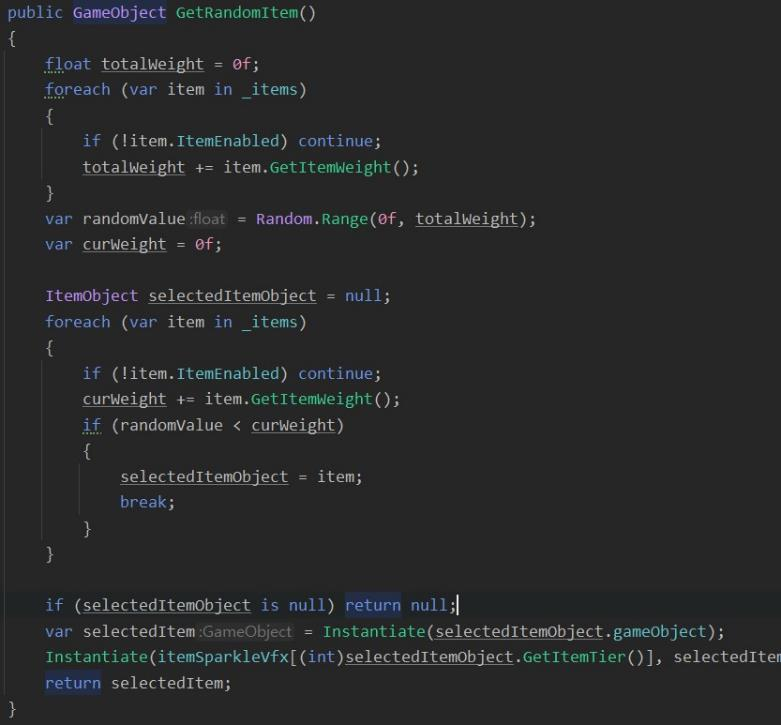 public GameObject GetRandomItem()
{
float totalWeight = 0f;
foreach (var item in _items)
{
if (!item.ItemEnabled) continue;
totalWeight += item.GetItemWeight();
}
var randomValue :float = Random.Range(0f, totalWeight);
var curWeight = 0f;
ItemObject selectedItemObject = null;
foreach (var item in _items)
{
if (!item.ItemEnabled) continue;
curWeight += item.GetItemWeight();
if (randomValue < curWeight)
{
selectedItemObject = item;
break;
}
}
if (selectedItemObject is null) return null;
var selectedItem :GameObject = Instantiate(selectedItemObject.gameObject);
Instantiate(itemSparkleVfx[(int)selectedItemObject.GetItemTier()], selectedItem
return selectedItem;
}